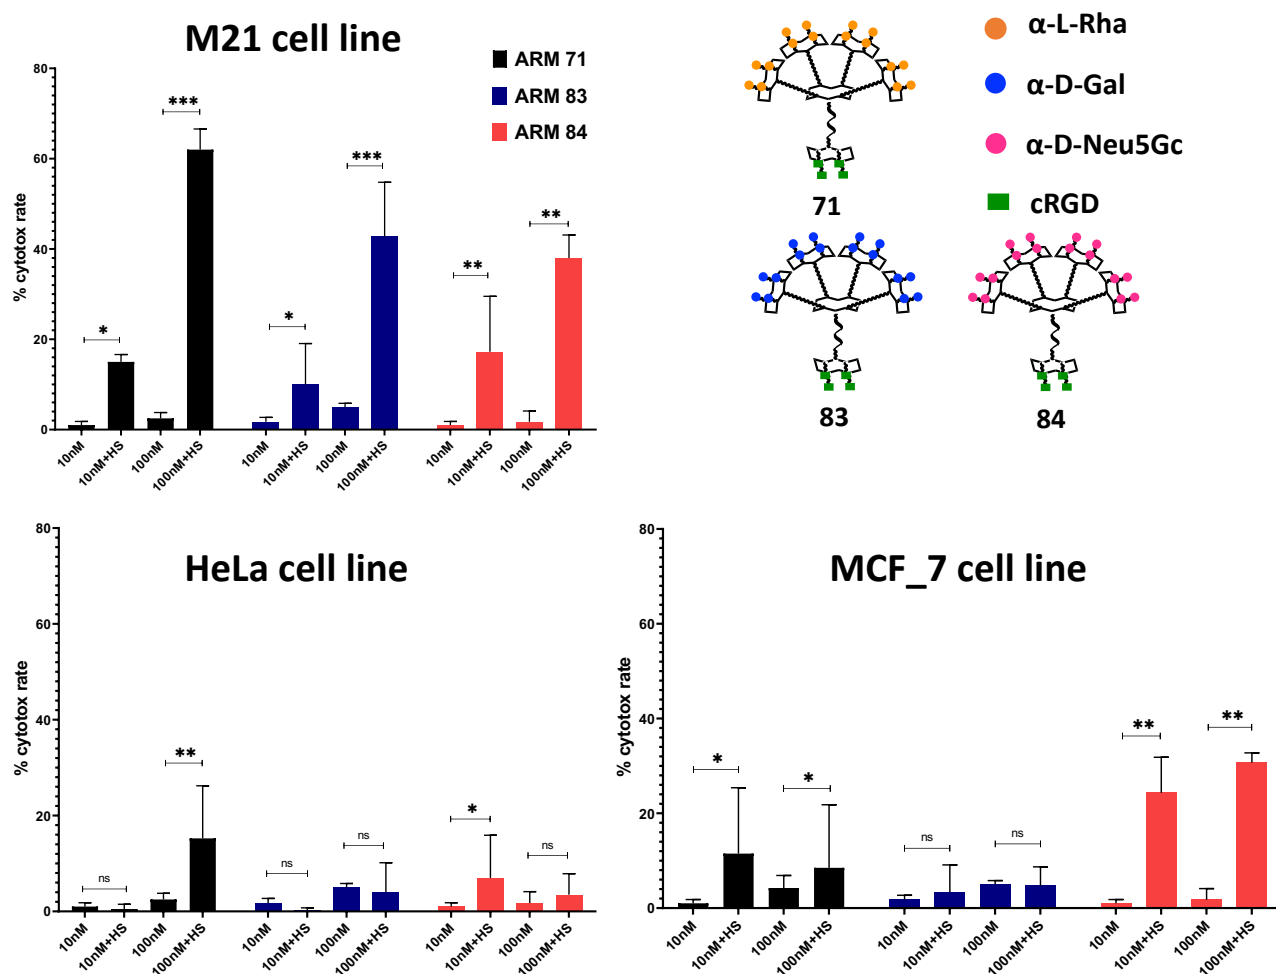 M21 cell line
ARM 71
ARM 83
ARM 84
% cytotox rate
80
60
40
20
0
*
***
*
***
**
**
10nM
10nM+HS
100nM
100nM+HS
10nM
10nM+HS
100nM
100nM+HS
10nM
10nM+HS
100nM
100nM+HS
α-L-Rha
α-D-Gal
α-D-Neu5Gc
cRGD
71
83
84
HeLa cell line
% cytotox rate
80
60
40
20
0
ns
**
ns
ns
*
ns
10nM
10nM+HS
100nM
100nM+HS
10nM
10nM+HS
100nM
100nM+HS
10nM
10nM+HS
100nM
100nM+HS
MCF_7 cell line
% cytotox rate
80
60
40
20
0
*
*
ns
ns
**
**
10nM
10nM+HS
100nM
100nM+HS
10nM
10nM+HS
100nM
100nM+HS
10nM
10nM+HS
100nM
100nM+HS